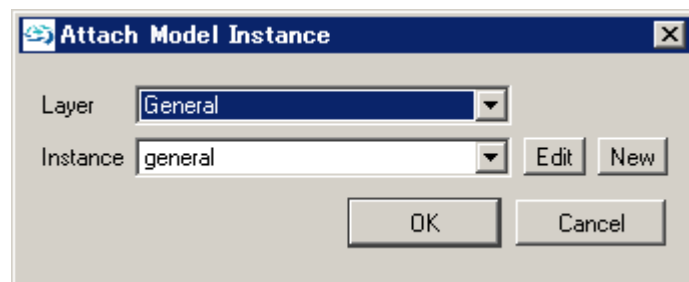 Attach Model Instance
Layer General
Instance general Edit New
OK Cancel